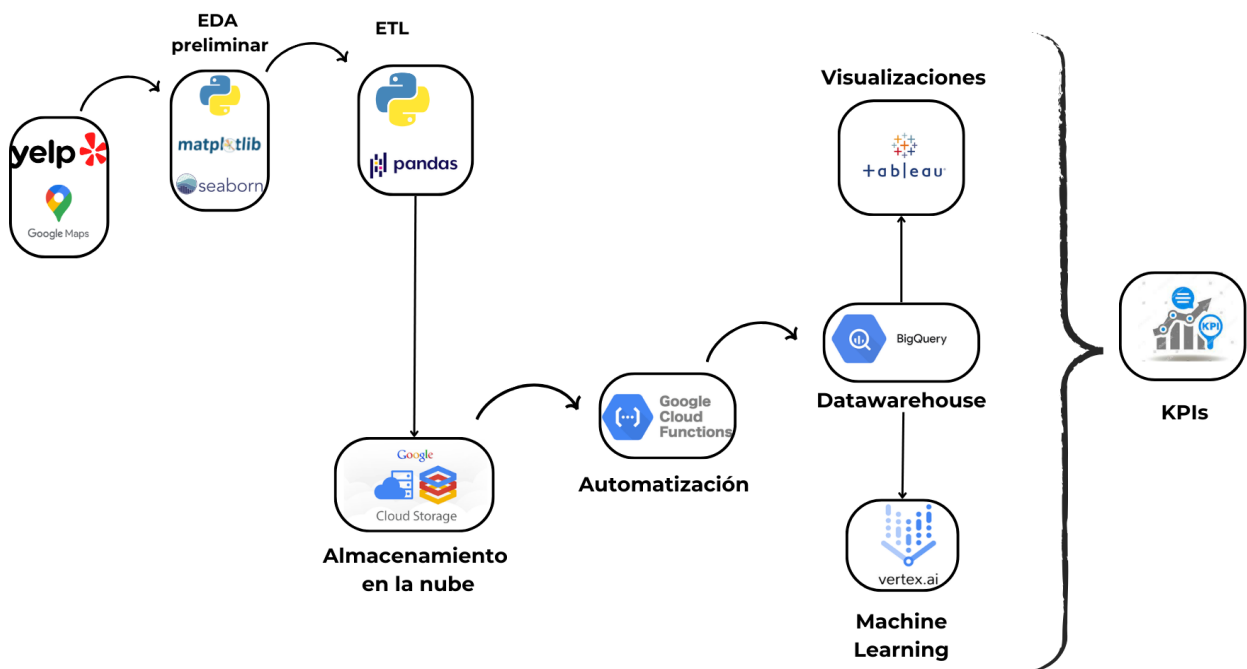 EDA
preliminar
ETL
yelp
Google Maps
matplotlib
seaborn
pandas
Google
Cloud Storage
Almacenamiento
en la nube
Google
Cloud
Functions
Automatización
Visualizaciones
+ableau
BigQuery
Datawarehouse
vertex.ai
Machine
Learning
KPI
KPIs